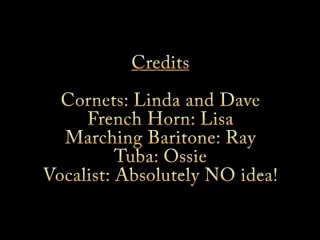 Credits
Cornets: Linda and Dave
French Horn: Lisa
Marching Baritone: Ray
Tuba: Ossie
Vocalist: Absolutely NO idea!